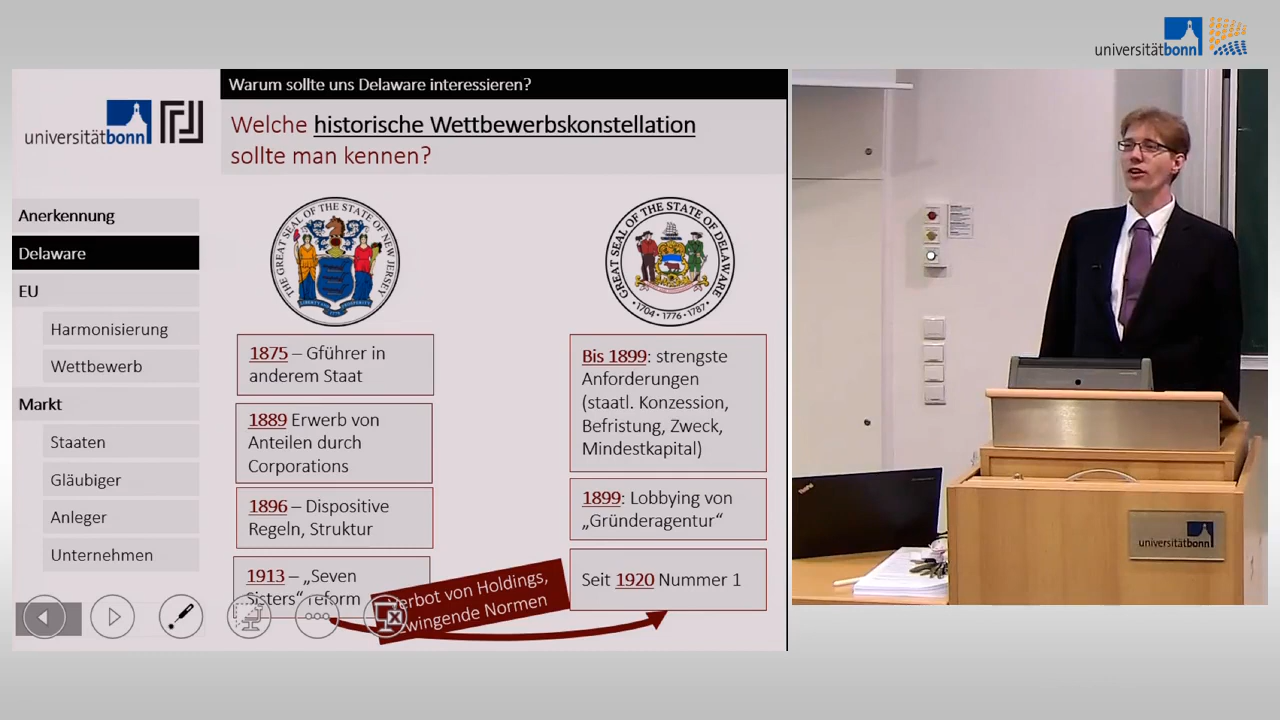 universitätbonn
Warum sollte uns Delaware interessieren?
universitätbonn
Welche historische Wettbewerbskonstellation
sollte man kennen?
Anerkennung
Delaware
EU
Harmonisierung
Wettbewerb
Markt
Staaten
Gläubiger
Anleger
Unternehmen
THE GREAT SEAL OF THE STATE OF NEW JERSEY
LIBERTY AND PROSPERITY
1875 – Gführer in
anderem Staat
1889 Erwerb von
Anteilen durch
Corporations
1896 – Dispositive
Regeln, Struktur
1913 – „Seven
Sisters“ reform
erbot von Holdings,
wingende Normen
GREAT SEAL OF THE STATE OF DELAWARE
• 1704 • 1776 • 1787 •
Bis 1899: strengste
Anforderungen
(staatl. Konzession,
Befristung, Zweck,
Mindestkapital)
1899: Lobbying von
„Gründeragentur“
Seit 1920 Nummer 1
ThinkPad
universitätbonn